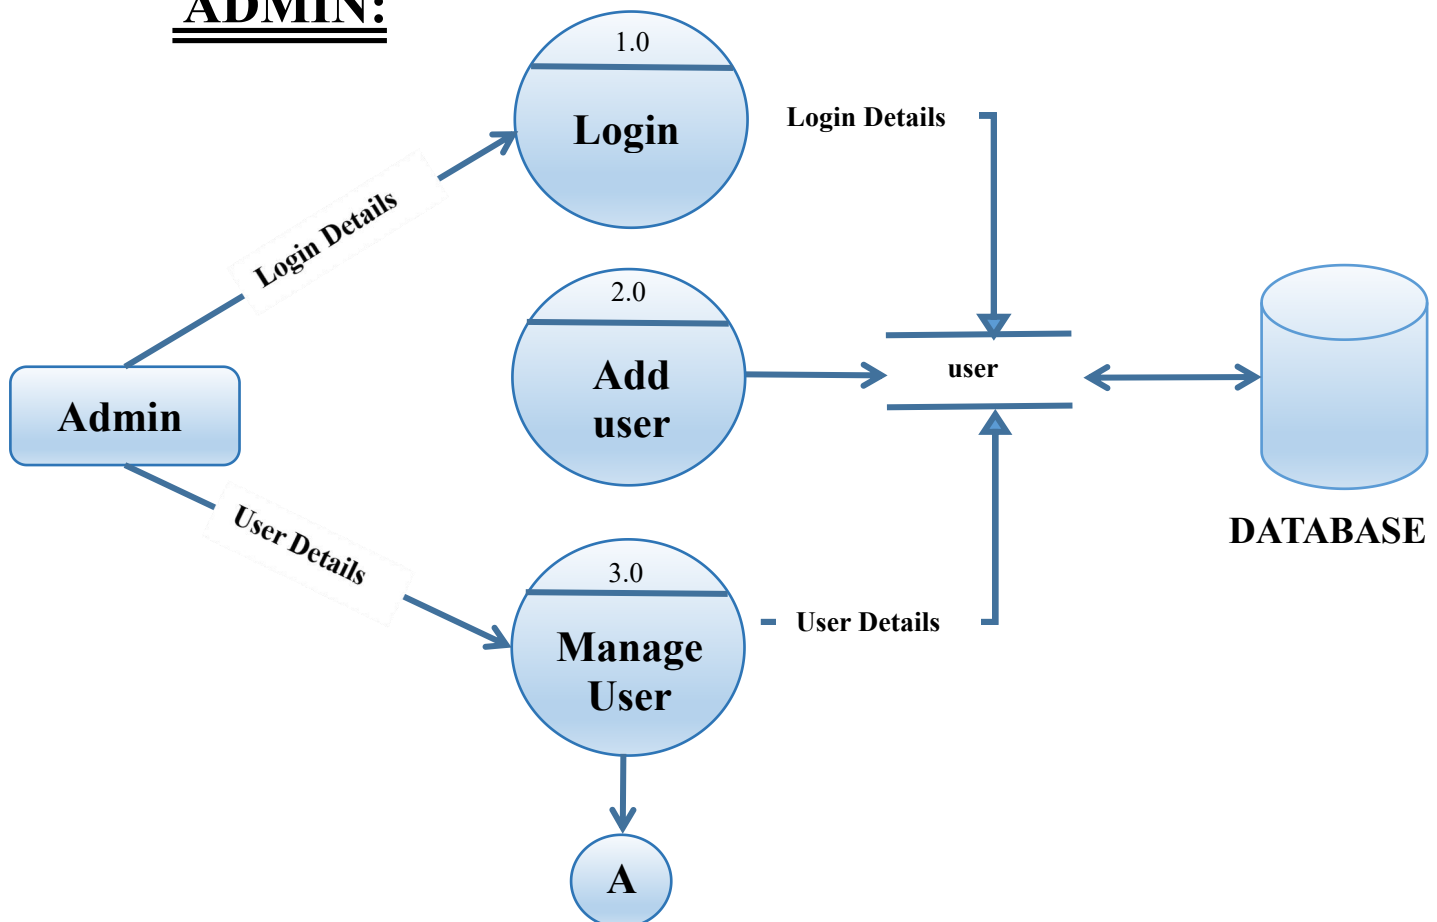 ADMIN:
1.0
Login
Login Details
Login Details
2.0
Add
user
user
Admin
User Details
DATABASE
3.0
Manage
User
User Details
A